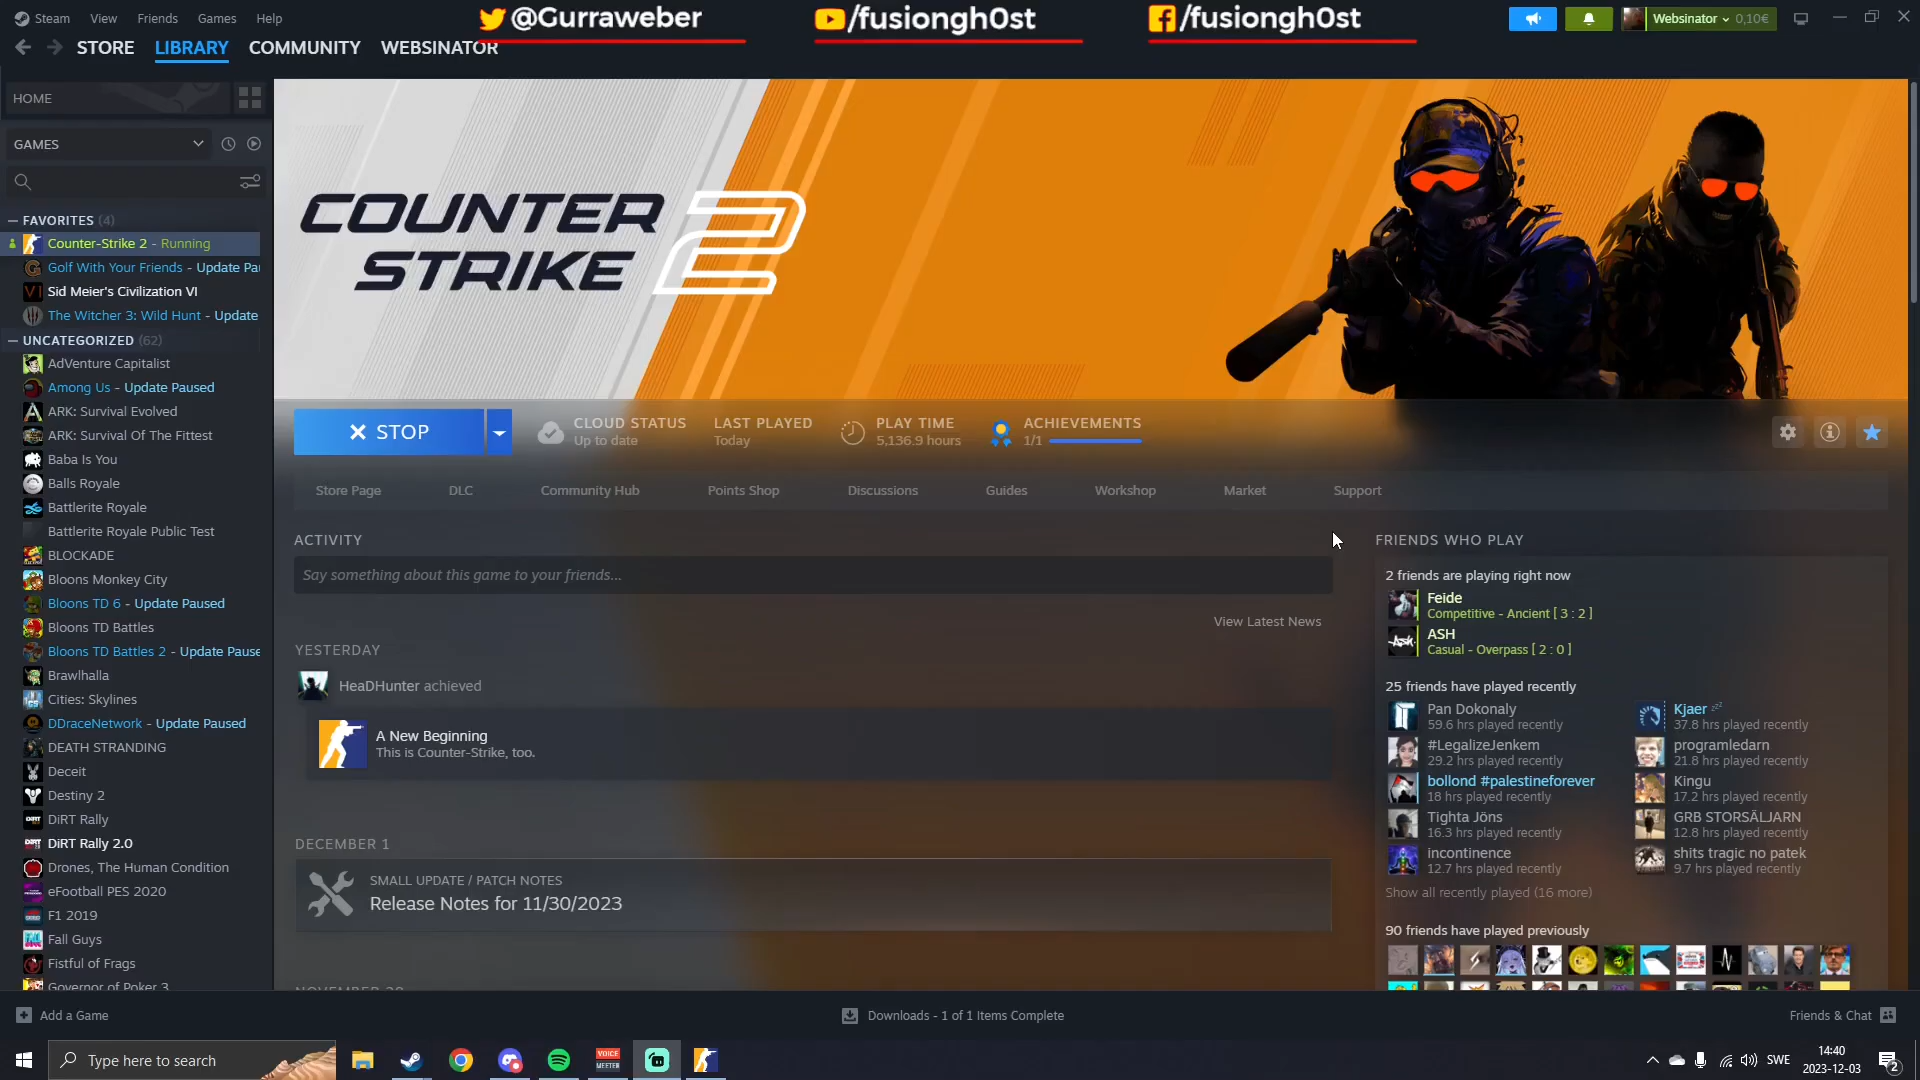 Steam View Friends Games Help
@Gurraweber
/fusiongh0st
/fusiongh0st
Websinator 0,10€
STORE LIBRARY COMMUNITY WEBSINATOR
HOME
GAMES
FAVORITES (4)
Counter-Strike 2 - Running
Golf With Your Friends - Update Pau
Sid Meier's Civilization VI
The Witcher 3: Wild Hunt - Update
UNCATEGORIZED (62)
AdVenture Capitalist
Among Us - Update Paused
ARK: Survival Evolved
ARK: Survival Of The Fittest
Baba Is You
Balls Royale
Battlerite Royale
Battlerite Royale Public Test
BLOCKADE
Bloons Monkey City
Bloons TD 6 - Update Paused
Bloons TD Battles
Bloons TD Battles 2 - Update Pause
Brawlhalla
Cities: Skylines
DDraceNetwork - Update Paused
DEATH STRANDING
Deceit
Destiny 2
DiRT Rally
DiRT Rally 2.0
Drones, The Human Condition
eFootball PES 2020
F1 2019
Fall Guys
Fistful of Frags
Governor of Poker 3
COUNTER
STRIKE 2
STOP
CLOUD STATUS
Up to date
LAST PLAYED
Today
PLAY TIME
5,136.9 hours
ACHIEVEMENTS
1/1
Store Page DLC Community Hub Points Shop Discussions Guides Workshop Market Support
ACTIVITY
Say something about this game to your friends...
View Latest News
YESTERDAY
HeaDHunter achieved
A New Beginning
This is Counter-Strike, too.
DECEMBER 1
SMALL UPDATE / PATCH NOTES
Release Notes for 11/30/2023
FRIENDS WHO PLAY
2 friends are playing right now
Feide
Competitive - Ancient [ 3 : 2 ]
ASH
Casual - Overpass [ 2 : 0 ]
25 friends have played recently
Pan Dokonaly
59.6 hrs played recently
Kjaer zzz
37.8 hrs played recently
#LegalizeJenkem
29.2 hrs played recently
programledarn
21.8 hrs played recently
bollond #palestineforever
18 hrs played recently
Kingu
17.2 hrs played recently
Tighta Jöns
16.3 hrs played recently
GRB STORSÄLJARN
12.8 hrs played recently
incontinence
12.7 hrs played recently
shits tragic no patek
9.7 hrs played recently
Show all recently played (16 more)
90 friends have played previously
Add a Game
Downloads - 1 of 1 Items Complete
Friends & Chat
Type here to search
VOICE
MEETER
SWE
14:40
2023-12-03
2